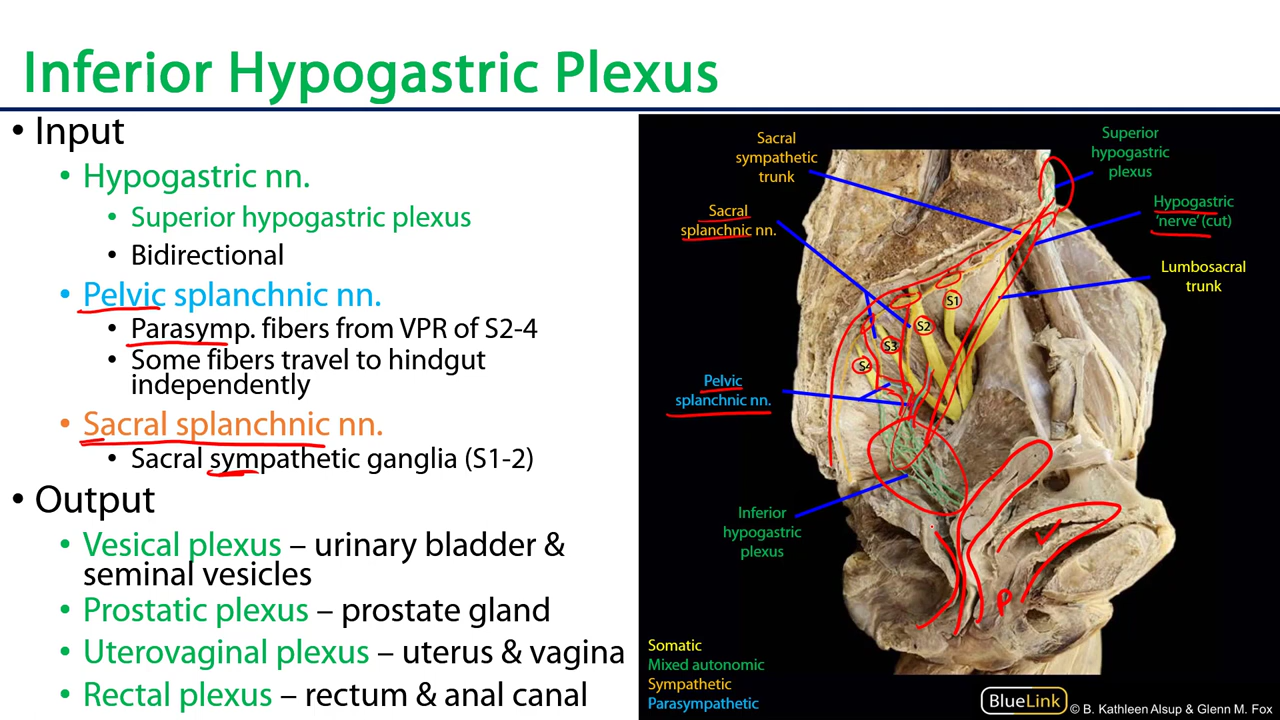 Inferior Hypogastric Plexus
• Input
• Hypogastric nn.
• Superior hypogastric plexus
• Bidirectional
• Pelvic splanchnic nn.
• Parasymp. fibers from VPR of S2-4
• Some fibers travel to hindgut
independently
• Sacral splanchnic nn.
• Sacral sympathetic ganglia (S1-2)
• Output
• Vesical plexus – urinary bladder &
seminal vesicles
• Prostatic plexus – prostate gland
• Uterovaginal plexus – uterus & vagina
• Rectal plexus – rectum & anal canal
Sacral
sympathetic
trunk
Superior
hypogastric
plexus
Sacral
splanchnic nn.
Hypogastric
'nerve' (cut)
Lumbosacral
trunk
S1
S2
S3
S4
Pelvic
splanchnic nn.
Inferior
hypogastric
plexus
P
Somatic
Mixed autonomic
Sympathetic
Parasympathetic
BlueLink
© B. Kathleen Alsup & Glenn M. Fox